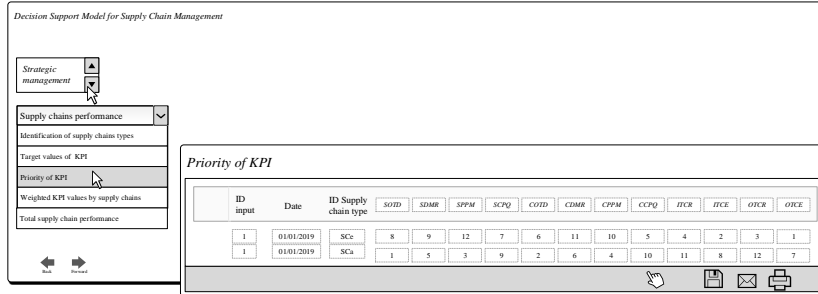 Decision Support Model for Supply Chain Management
Strategic
management
Supply chains performance
Identification of supply chains types
Target values of KPI
Priority of KPI
Weighted KPI values by supply chains
Total supply chain performance
Back Forward
Priority of KPI
ID input Date ID Supply chain type SOTD SDMR SPPM SCPQ COTD CDMR CPPM CCPQ ITCR ITCE OTCR OTCE
1 01/01/2019 SCe 8 9 12 7 6 11 10 5 4 2 3 1
1 01/01/2019 SCa 1 5 3 9 2 6 4 10 11 8 12 7